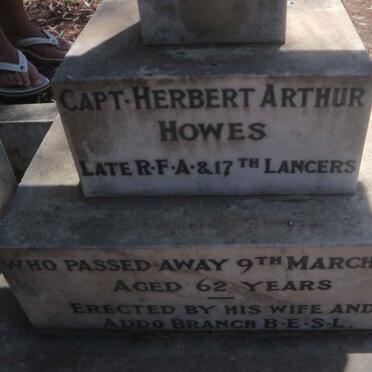 CAPT. HERBERT ARTHUR
HOWES
LATE R.F.A. & 17TH LANCERS
WHO PASSED AWAY 9TH MARCH
AGED 62 YEARS
ERECTED BY HIS WIFE AND
ADDO BRANCH B.E.S.L.